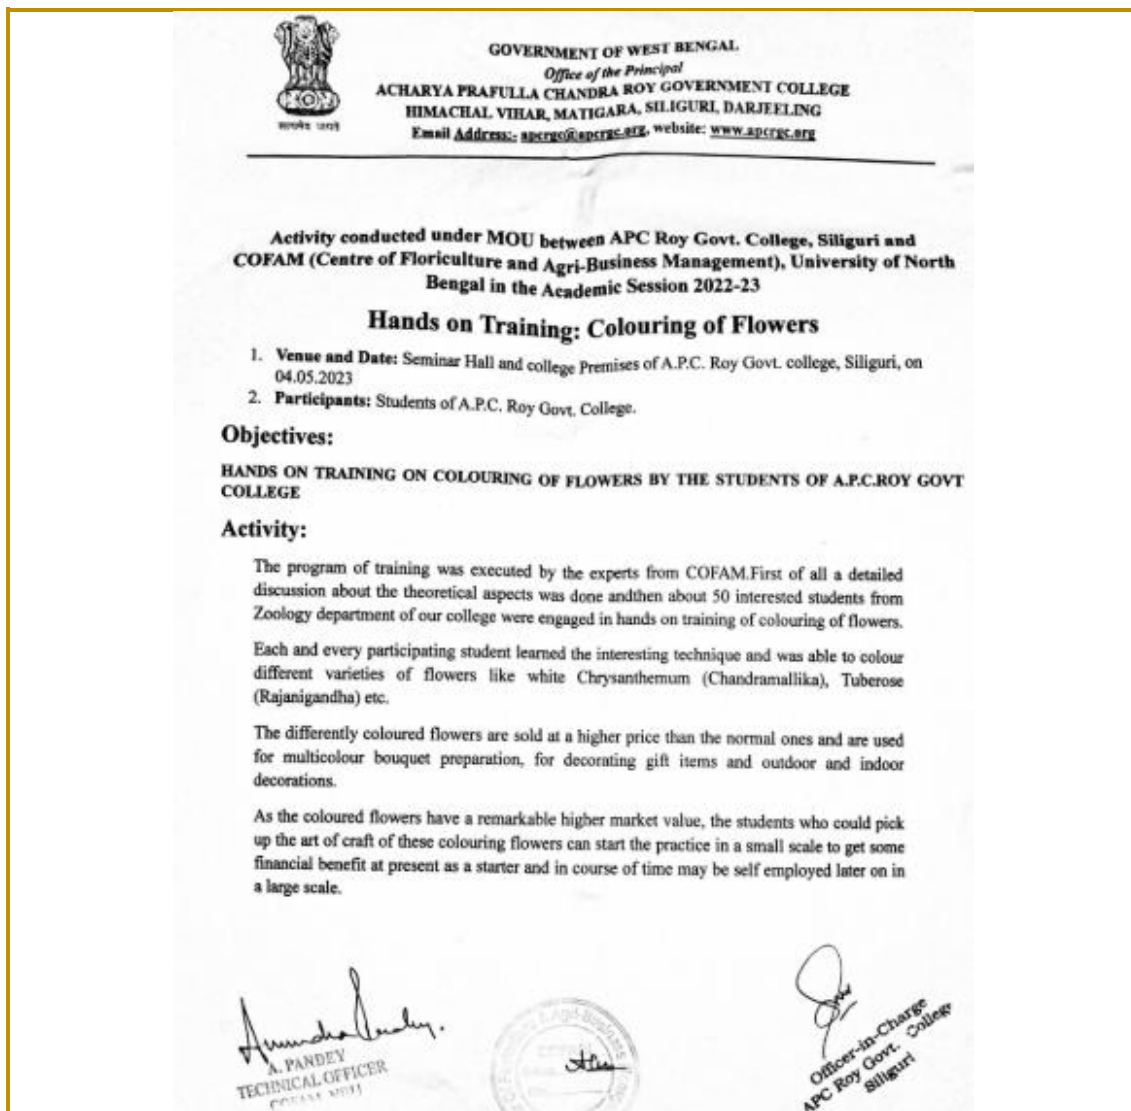 सत्यमेव जयते
GOVERNMENT OF WEST BENGAL
Office of the Principal
ACHARYA PRAFULLA CHANDRA ROY GOVERNMENT COLLEGE
HIMACHAL VIHAR, MATIGARA, SILIGURI, DARJEELING
Email Address:- apcrgc@apcrgc.org, website: www.apcrgc.org
Activity conducted under MOU between APC Roy Govt. College, Siliguri and
COFAM (Centre of Floriculture and Agri-Business Management), University of North
Bengal in the Academic Session 2022-23
Hands on Training: Colouring of Flowers
1. Venue and Date: Seminar Hall and college Premises of A.P.C. Roy Govt. college, Siliguri, on
04.05.2023
2. Participants: Students of A.P.C. Roy Govt. College.
Objectives:
HANDS ON TRAINING ON COLOURING OF FLOWERS BY THE STUDENTS OF A.P.C.ROY GOVT
COLLEGE
Activity:
The program of training was executed by the experts from COFAM.First of all a detailed
discussion about the theoretical aspects was done andthen about 50 interested students from
Zoology department of our college were engaged in hands on training of colouring of flowers.
Each and every participating student learned the interesting technique and was able to colour
different varieties of flowers like white Chrysanthemum (Chandramallika), Tuberose
(Rajanigandha) etc.
The differently coloured flowers are sold at a higher price than the normal ones and are used
for multicolour bouquet preparation, for decorating gift items and outdoor and indoor
decorations.
As the coloured flowers have a remarkable higher market value, the students who could pick
up the art of craft of these colouring flowers can start the practice in a small scale to get some
financial benefit at present as a starter and in course of time may be self employed later on in
a large scale.
A. PANDEY
TECHNICAL OFFICER
& Agri-Business
Officer-in-Charge
APC Roy Govt. College
Siliguri